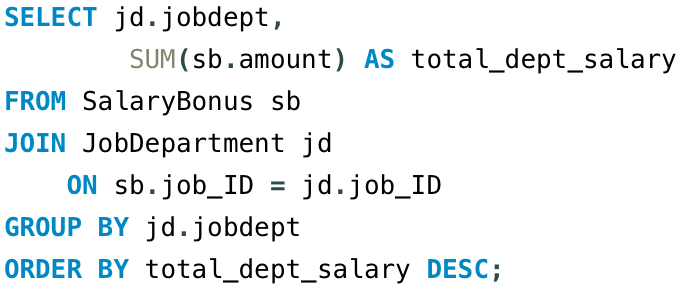 SELECT jd.jobdept,
        SUM(sb.amount) AS total_dept_salary
FROM SalaryBonus sb
JOIN JobDepartment jd
    ON sb.job_ID = jd.job_ID
GROUP BY jd.jobdept
ORDER BY total_dept_salary DESC;